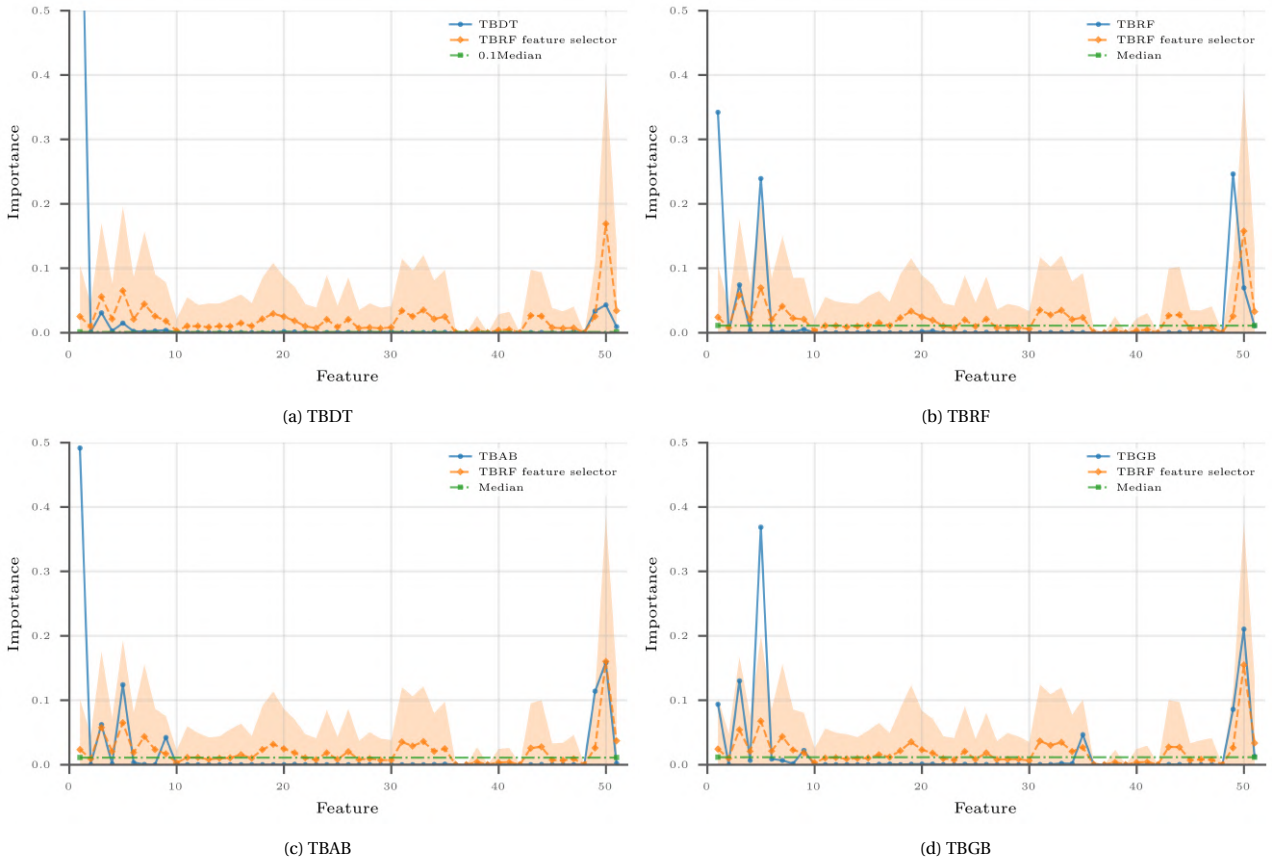 0.5
0.4
0.3
0.2
0.1
0.0
Importance
0 10 20 30 40 50
Feature
TBDT
TBRF feature selector
0.1Median
(a) TBDT
0.5
0.4
0.3
0.2
0.1
0.0
Importance
0 10 20 30 40 50
Feature
TBRF
TBRF feature selector
Median
(b) TBRF
0.5
0.4
0.3
0.2
0.1
0.0
Importance
0 10 20 30 40 50
Feature
TBAB
TBRF feature selector
Median
(c) TBAB
0.5
0.4
0.3
0.2
0.1
0.0
Importance
0 10 20 30 40 50
Feature
TBGB
TBRF feature selector
Median
(d) TBGB